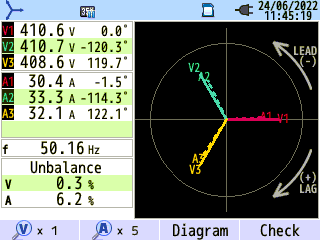 24/06/2022
11:45:19
V1 410.6 V 0.0°
V2 410.7 V -120.3°
V3 408.6 V 119.7°
A1 30.4 A -1.5°
A2 33.3 A -114.3°
A3 32.1 A 122.1°
f 50.16 Hz
Unbalance
V 0.3 %
A 6.2 %
LEAD
(-)
V2
A2
A1 V1
A3
V3
(+)
LAG
V x 1 A x 5 Diagram Check